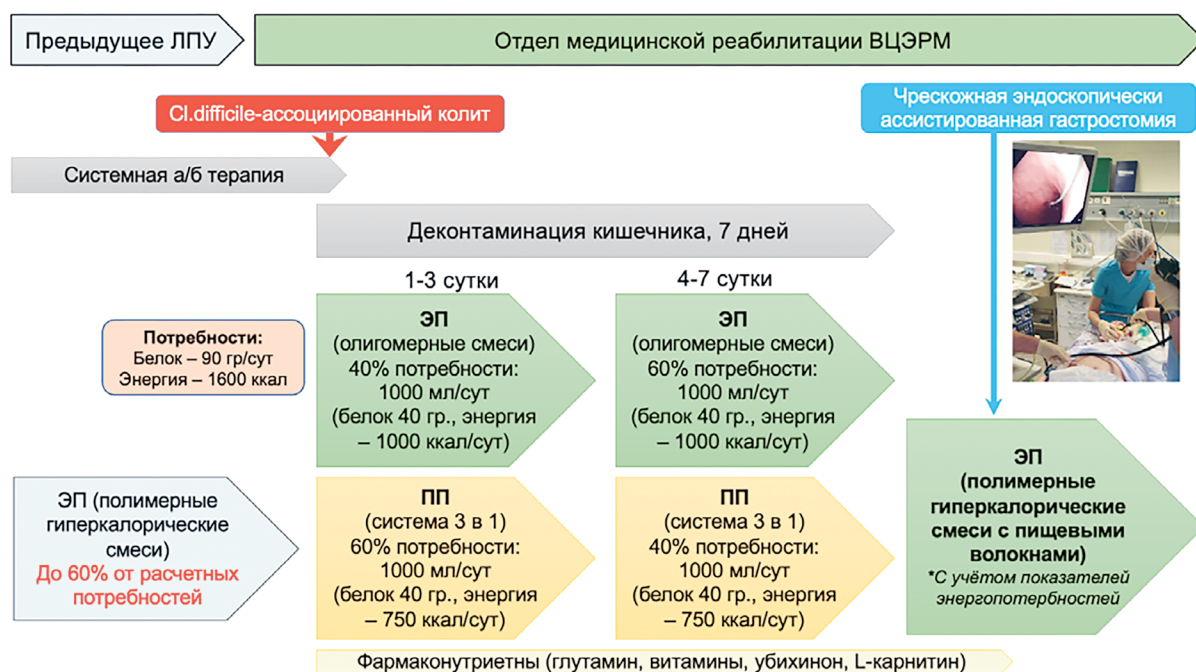 Предыдущее ЛПУ
Отдел медицинской реабилитации ВЦЭРМ
Cl.difficile-ассоциированный колит
Чрескожная эндоскопически
ассистированная гастростомия
Системная а/б терапия
Деконтаминация кишечника, 7 дней
1-3 сутки
4-7 сутки
Потребности:
Белок – 90 гр/сут
Энергия – 1600 ккал
ЭП
(олигомерные смеси)
40% потребности:
1000 мл/сут
(белок 40 гр., энергия
– 1000 ккал/сут)
ЭП
(олигомерные смеси)
60% потребности:
1000 мл/сут
(белок 40 гр., энергия
– 1000 ккал/сут)
ЭП (полимерные
гиперкалорические
смеси)
До 60% от расчетных
потребностей
ПП
(система 3 в 1)
60% потребности:
1000 мл/сут
(белок 40 гр., энергия
– 750 ккал/сут)
ПП
(система 3 в 1)
40% потребности:
1000 мл/сут
(белок 40 гр., энергия
– 750 ккал/сут)
ЭП
(полимерные
гиперкалорические
смеси с пищевыми
волокнами)
*С учётом показателей
энергопотербностей
Фармаконутриетны (глутамин, витамины, убихинон, L-карнитин)